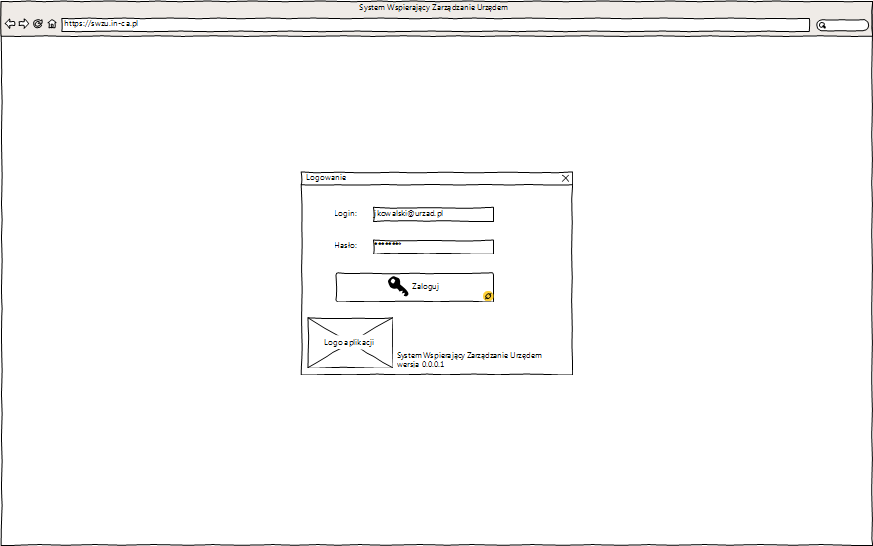 System Wspierający Zarządzanie Urzędem
https://swzu.in-ca.pl
Logowanie
Login: jkowalski@urzad.pl
Hasło: ********
Zaloguj
Logo aplikacji
System Wspierający Zarządzanie Urzędem
wersja 0.0.0.1